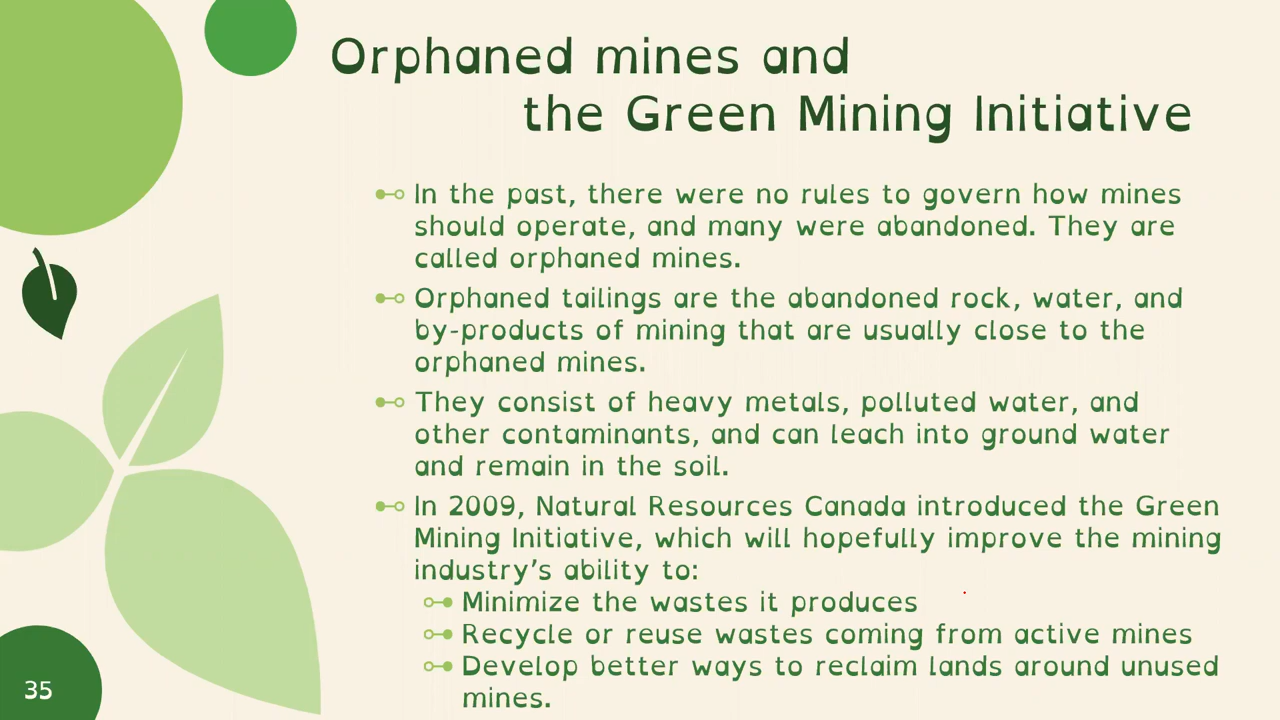 Orphaned mines and
the Green Mining Initiative
In the past, there were no rules to govern how mines
should operate, and many were abandoned. They are
called orphaned mines.
Orphaned tailings are the abandoned rock, water, and
by-products of mining that are usually close to the
orphaned mines.
They consist of heavy metals, polluted water, and
other contaminants, and can leach into ground water
and remain in the soil.
In 2009, Natural Resources Canada introduced the Green
Mining Initiative, which will hopefully improve the mining
industry’s ability to:
Minimize the wastes it produces
Recycle or reuse wastes coming from active mines
Develop better ways to reclaim lands around unused
mines.
35